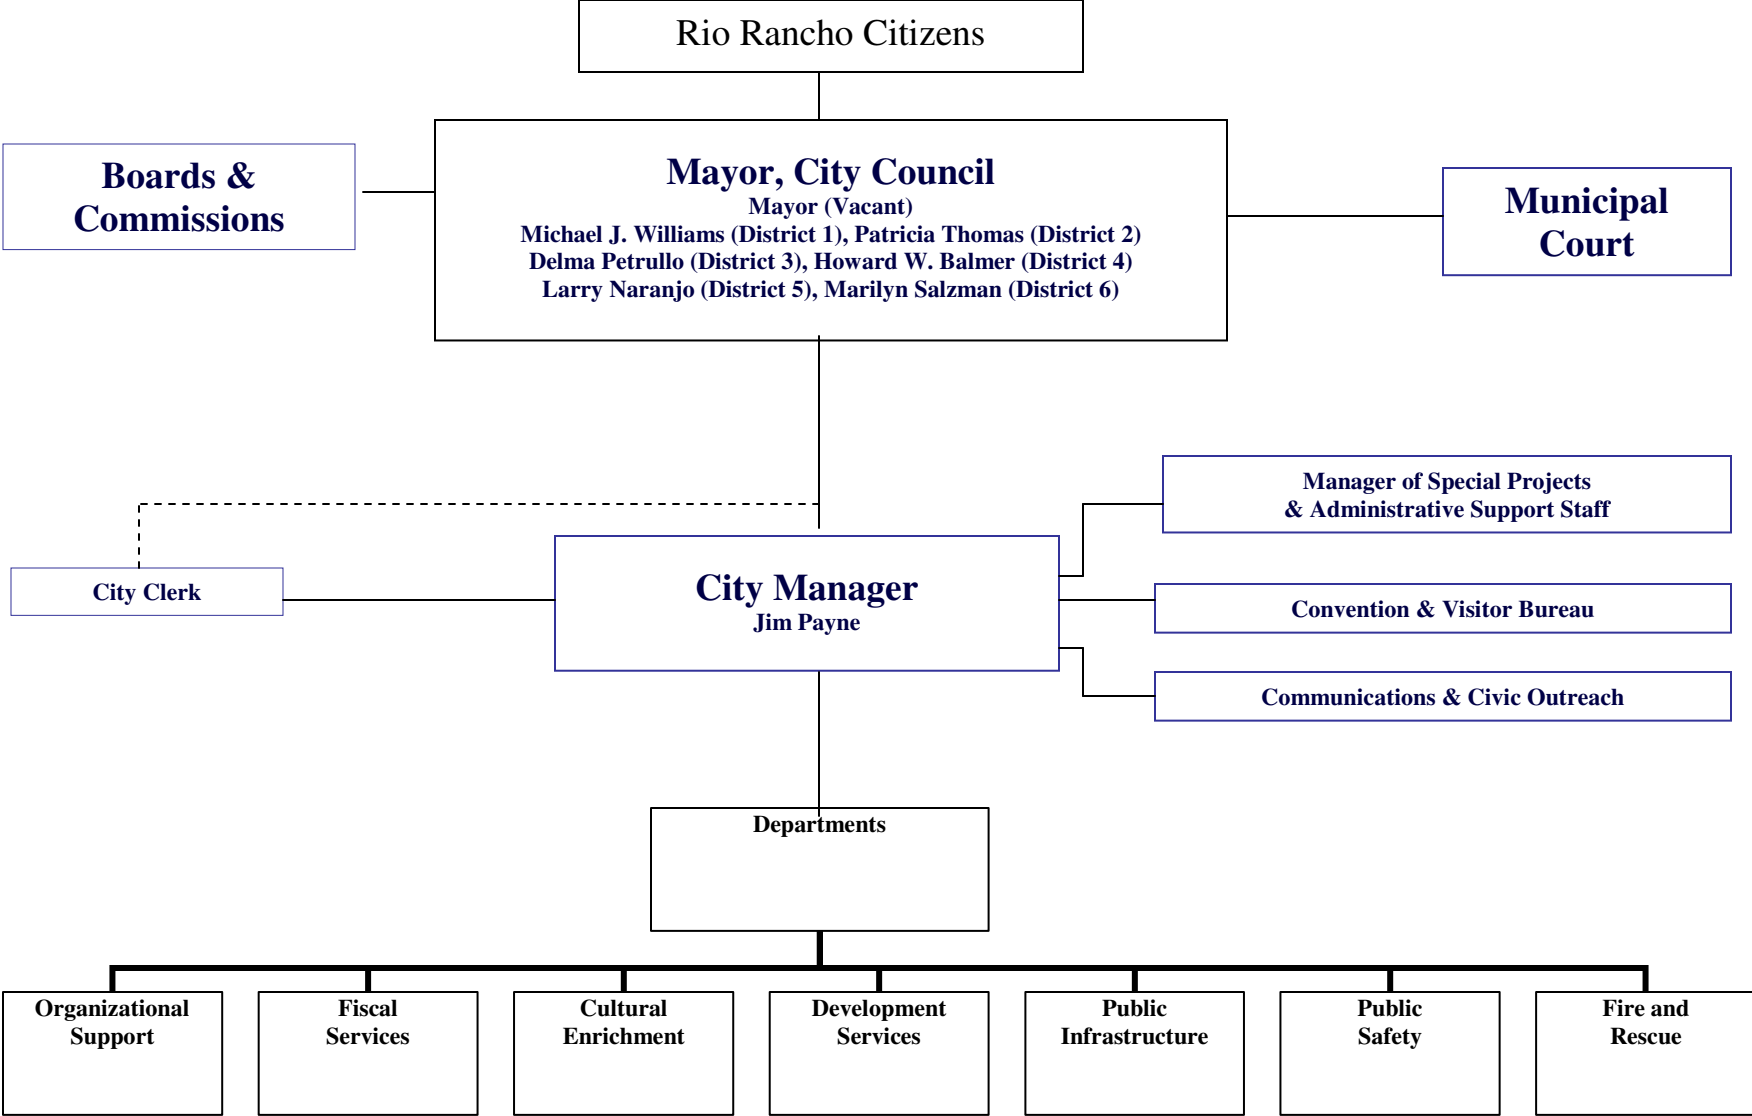 Rio Rancho Citizens
Boards &
Commissions
Mayor, City Council
Mayor (Vacant)
Michael J. Williams (District 1), Patricia Thomas (District 2)
Delma Petrullo (District 3), Howard W. Balmer (District 4)
Larry Naranjo (District 5), Marilyn Salzman (District 6)
Municipal
Court
Manager of Special Projects
& Administrative Support Staff
City Clerk
City Manager
Jim Payne
Convention & Visitor Bureau
Communications & Civic Outreach
Departments
Organizational
Support
Fiscal
Services
Cultural
Enrichment
Development
Services
Public
Infrastructure
Public
Safety
Fire and
Rescue